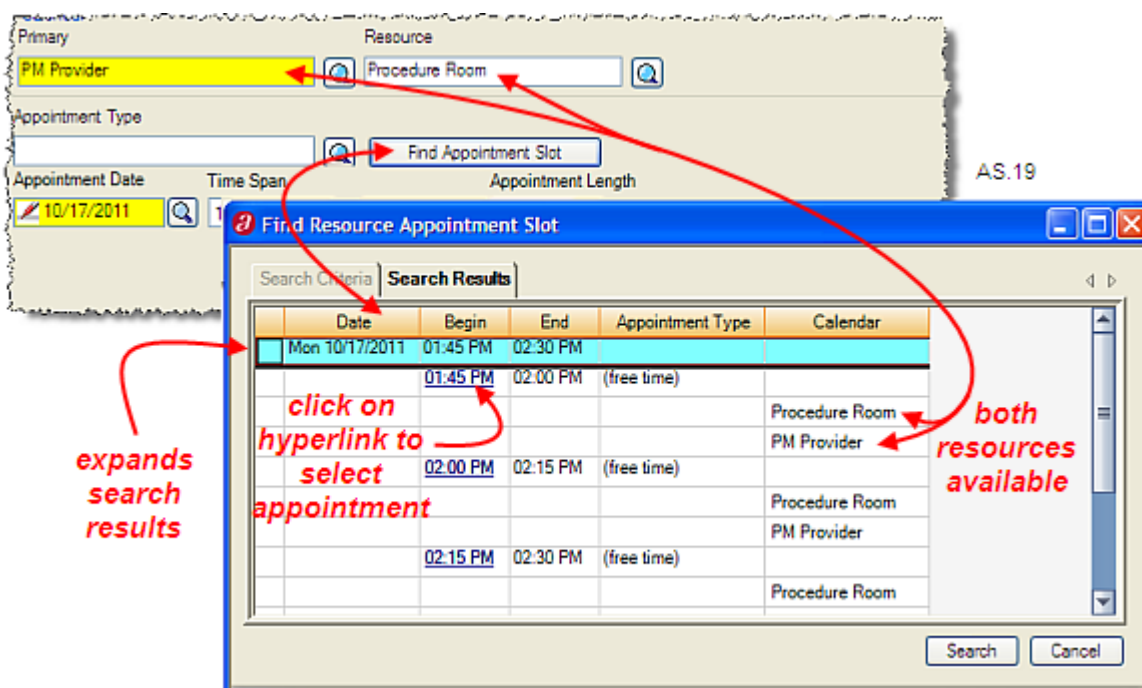 Primary Resource
PM Provider Procedure Room
Appointment Type
Find Appointment Slot
AS.19
Appointment Date Time Span Appointment Length
10/17/2011 1
Find Resource Appointment Slot
Search Criteria Search Results
Date Begin End Appointment Type Calendar
Mon 10/17/2011 01:45 PM 02:30 PM
01:45 PM 02:00 PM (free time)
Procedure Room
PM Provider
02:00 PM 02:15 PM (free time)
Procedure Room
PM Provider
02:15 PM 02:30 PM (free time)
Procedure Room
click on
hyperlink to
select
appointment
both
resources
available
expands
search
results
Search Cancel